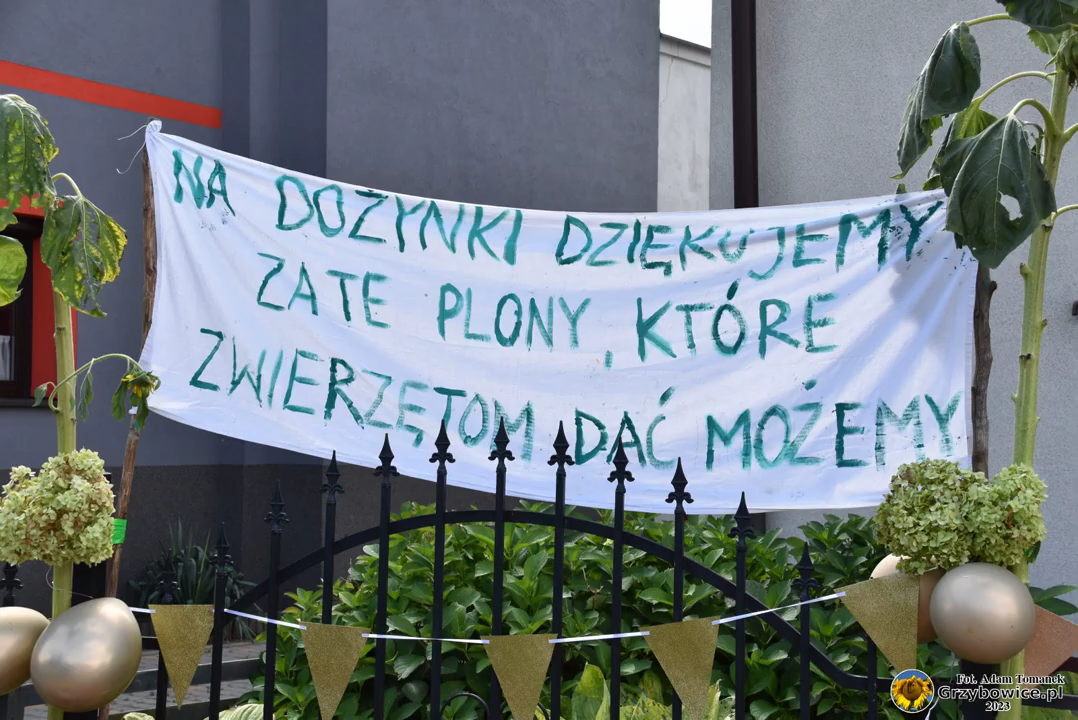 NA DOŻYNKI DZIĘKUJEMY
ZA TE PLONY, KTÓRE
ZWIERZĘTOM DAĆ MOŻEMY
Fot. Adam Tomanek
Grzybowice.pl
2023